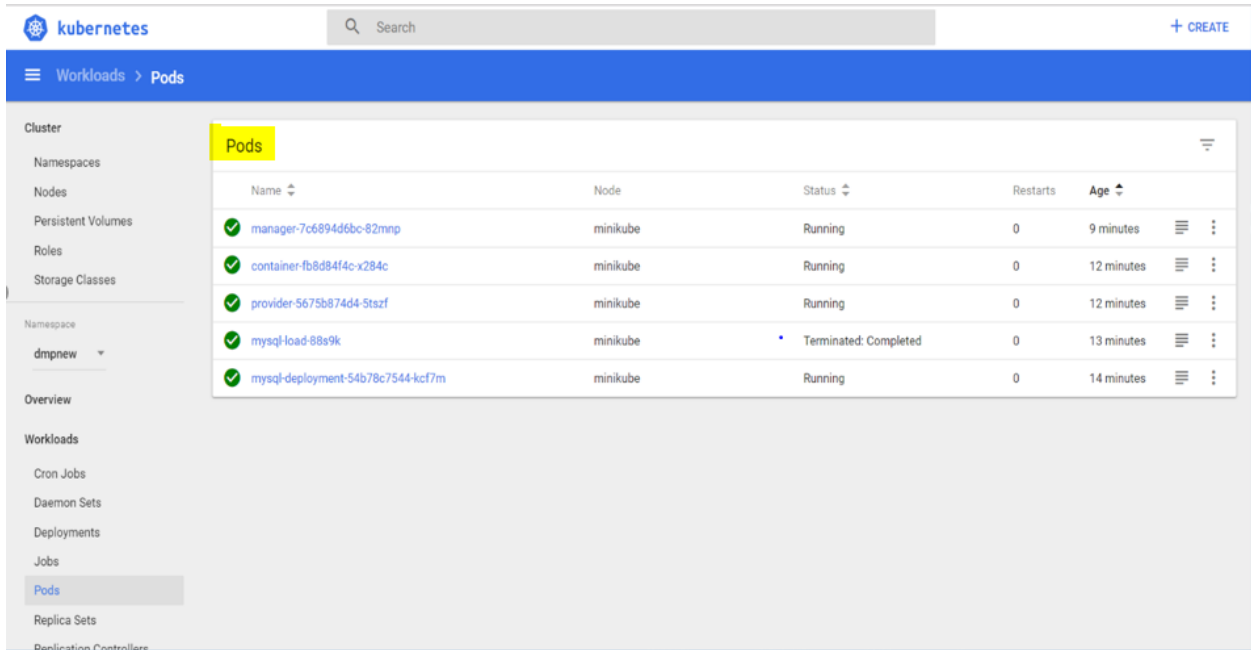 kubernetes Search + CREATE
Workloads > Pods
Cluster
Namespaces
Nodes
Persistent Volumes
Roles
Storage Classes
Namespace
dmpnew
Overview
Workloads
Cron Jobs
Daemon Sets
Deployments
Jobs
Pods
Replica Sets
Replication Controllers
Pods
Name Node Status Restarts Age
manager-7c6894d6bc-82mnp minikube Running 0 9 minutes
container-fb8d84f4c-x284c minikube Running 0 12 minutes
provider-5675b874d4-5tszf minikube Running 0 12 minutes
mysql-load-88s9k minikube Terminated: Completed 0 13 minutes
mysql-deployment-54b78c7544-kcf7m minikube Running 0 14 minutes